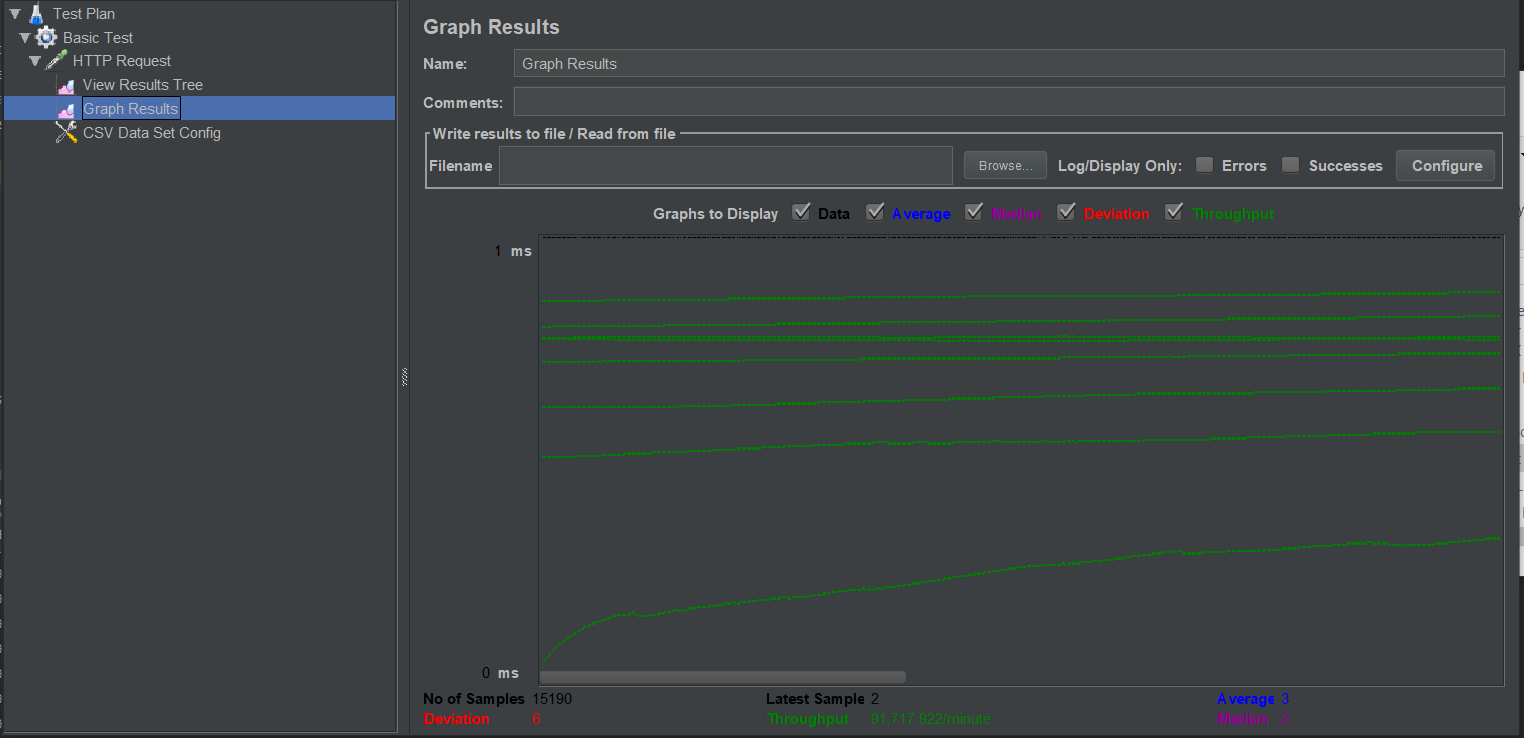 Test Plan
Basic Test
HTTP Request
View Results Tree
Graph Results
CSV Data Set Config
Graph Results
Name: Graph Results
Comments:
Write results to file / Read from file
Filename Browse... Log/Display Only: Errors Successes Configure
Graphs to Display Data Average Median Deviation Throughput
1 ms
0 ms
No of Samples 15190 Latest Sample 2 Average 3
Deviation 6 Throughput 91,717.822/minute Median 2